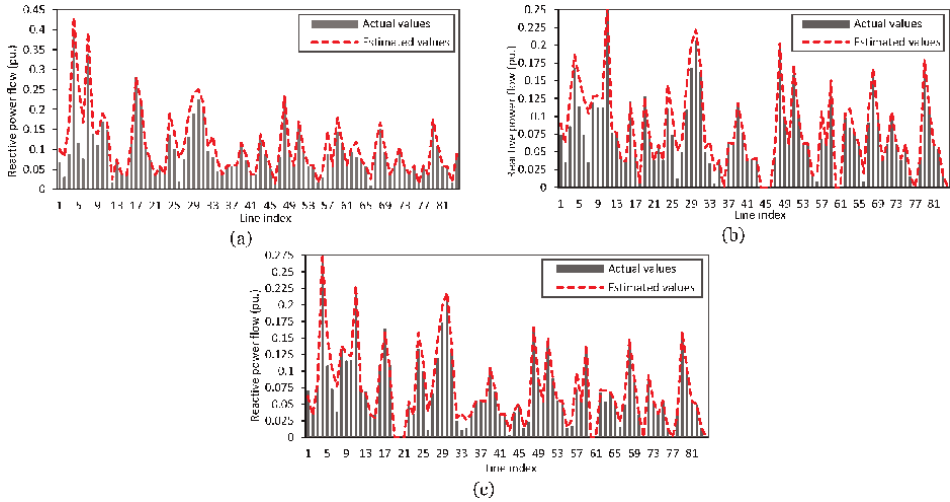 0.45
0.4
0.35
0.3
0.25
0.2
0.15
0.1
0.05
0
Reactive power flow (pu.)
Actual values
Estimated values
1 5 9 13 17 21 25 29 33 37 41 45 49 53 57 61 65 69 73 77 81
Line index
(a)
0.25
0.225
0.2
0.175
0.15
0.125
0.1
0.075
0.05
0.025
0
Reactive power flow (pu.)
Actual values
Estimated values
1 5 9 13 17 21 25 29 33 37 41 45 49 53 57 61 65 69 73 77 81
Line index
(b)
0.275
0.25
0.225
0.2
0.175
0.15
0.125
0.1
0.075
0.05
0.025
0
Reactive power flow (pu.)
Actual values
Estimated values
1 5 9 13 17 21 25 29 33 37 41 45 49 53 57 61 65 69 73 77 81
Line index
(c)